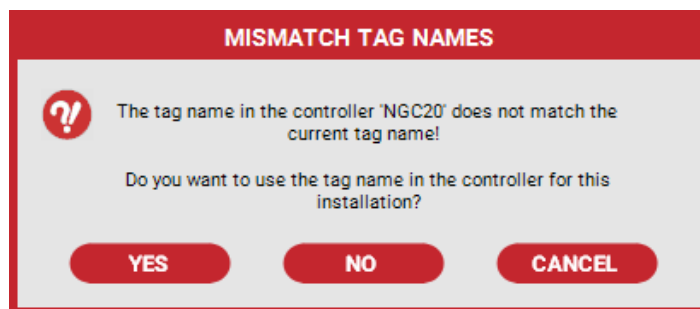 MISMATCH TAG NAMES
The tag name in the controller 'NGC20' does not match the
current tag name!
Do you want to use the tag name in the controller for this
installation?
YES NO CANCEL